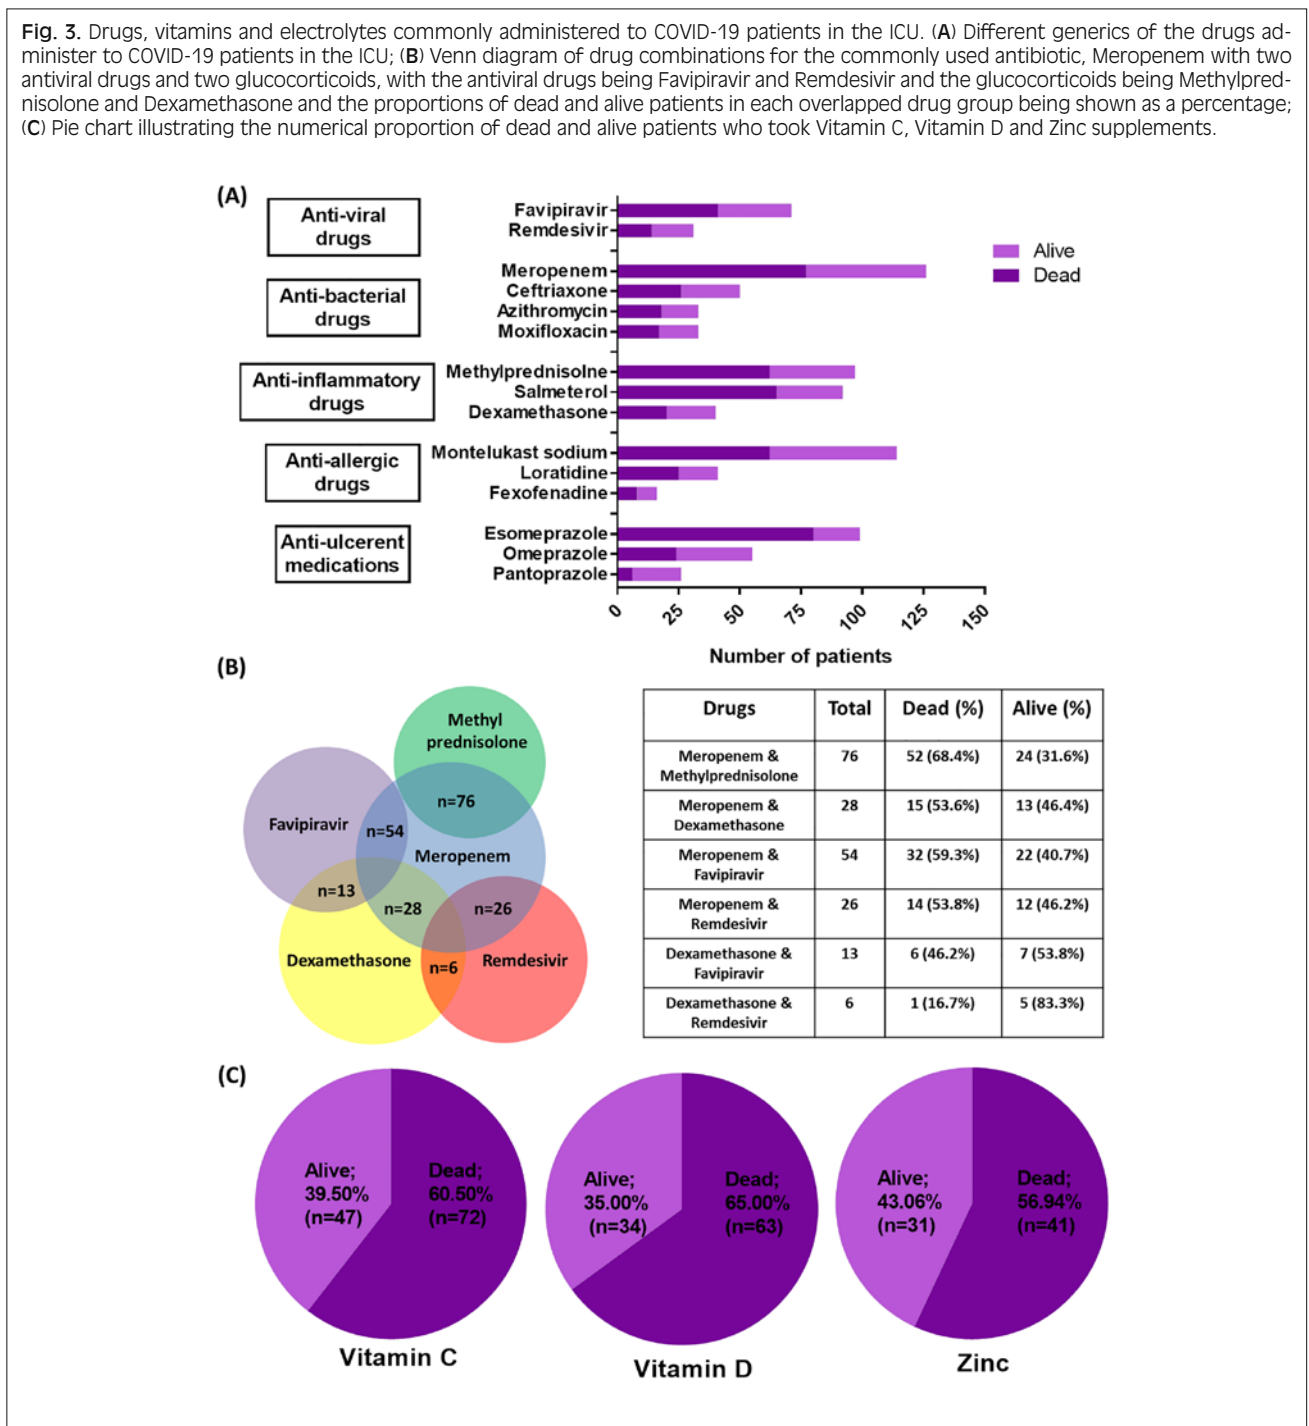 Fig. 3. Drugs, vitamins and electrolytes commonly administered to COVID-19 patients in the ICU. (A) Different generics of the drugs ad-
minister to COVID-19 patients in the ICU; (B) Venn diagram of drug combinations for the commonly used antibiotic, Meropenem with two
antiviral drugs and two glucocorticoids, with the antiviral drugs being Favipiravir and Remdesivir and the glucocorticoids being Methylpred-
nisolone and Dexamethasone and the proportions of dead and alive patients in each overlapped drug group being shown as a percentage;
(C) Pie chart illustrating the numerical proportion of dead and alive patients who took Vitamin C, Vitamin D and Zinc supplements.
(A)
Anti-viral
drugs
Favipiravir
Remdesivir
Alive
Dead
Anti-bacterial
drugs
Meropenem
Ceftriaxone
Azithromycin
Moxifloxacin
Anti-inflammatory
drugs
Methylprednisolne
Salmeterol
Dexamethasone
Anti-allergic
drugs
Montelukast sodium
Loratidine
Fexofenadine
Anti-ulcerent
medications
Esomeprazole
Omeprazole
Pantoprazole
0 25 50 75 100 125 150
Number of patients
(B)
Methyl
prednisolone
n=76
Favipiravir
n=54
Meropenem
n=13
n=28
n=26
Dexamethasone
n=6
Remdesivir
Drugs Total Dead (%) Alive (%)
Meropenem &
Methylprednisolone 76 52 (68.4%) 24 (31.6%)
Meropenem &
Dexamethasone 28 15 (53.6%) 13 (46.4%)
Meropenem &
Favipiravir 54 32 (59.3%) 22 (40.7%)
Meropenem &
Remdesivir 26 14 (53.8%) 12 (46.2%)
Dexamethasone &
Favipiravir 13 6 (46.2%) 7 (53.8%)
Dexamethasone &
Remdesivir 6 1 (16.7%) 5 (83.3%)
(C)
Alive;
39.50%
(n=47)
Dead;
60.50%
(n=72)
Vitamin C
Alive;
35.00%
(n=34)
Dead;
65.00%
(n=63)
Vitamin D
Alive;
43.06%
(n=31)
Dead;
56.94%
(n=41)
Zinc